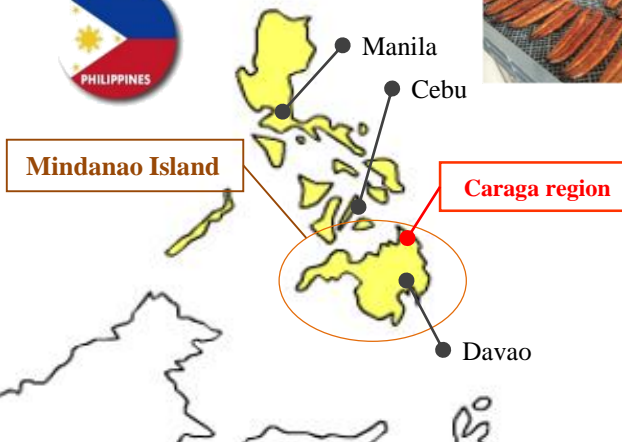 PHILIPPINES
Manila
Cebu
Mindanao Island
Caraga region
Davao